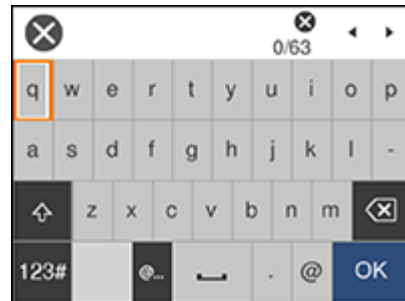 0/63
q w e r t y u i o p
a s d f g h j k l -
z x c v b n m
123# @... . @ OK